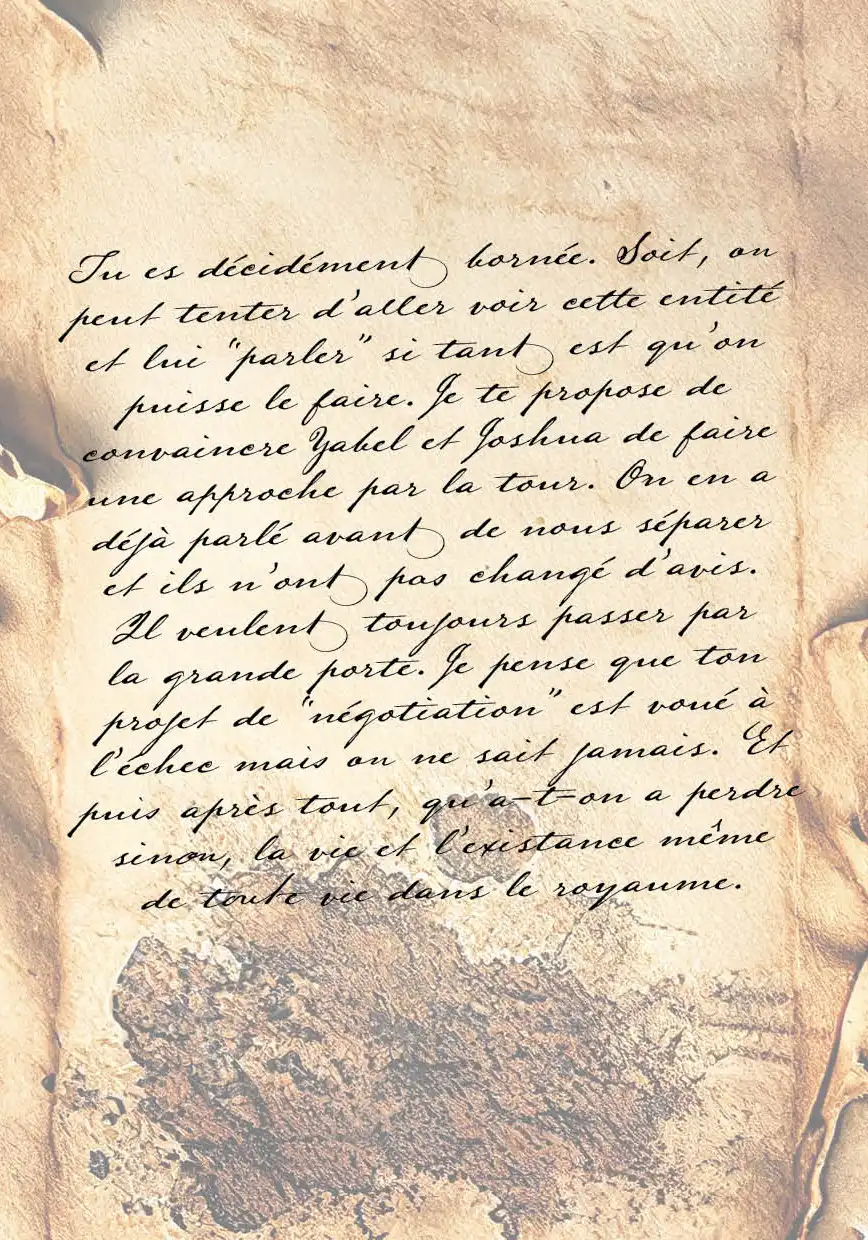 Tu es décidément bornée. Soit, on
peut tenter d'aller voir cette entité
et lui "parler" si tant est qu'on
puisse le faire. Je te propose de
convaincre Yabel et Joshua de faire
une approche par la tour. On en a
déjà parlé avant de nous séparer
et ils n'ont pas changé d'avis.
Il veulent toujours passer par
la grande porte. Je pense que ton
projet de "négotiation" est voué à
l'échec mais on ne sait jamais. Et
puis après tout, qu'a-t-on a perdre
sinon, la vie et l'existance même
de toute vie dans le royaume.